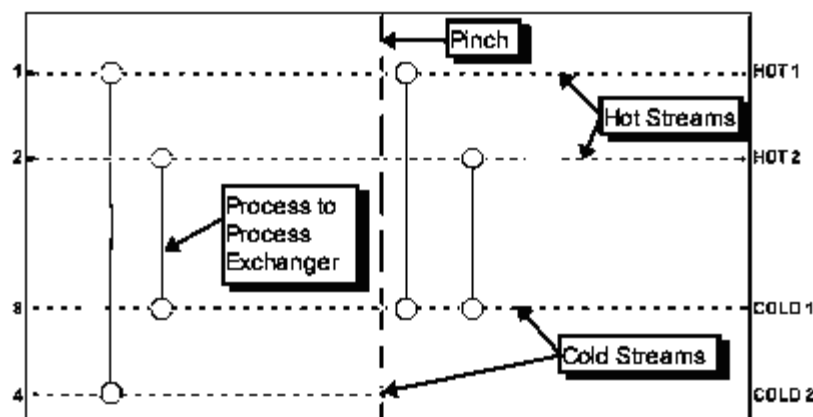 Pinch
1 HOT 1
Hot Streams
2 HOT 2
Process to
Process
Exchanger
3 COLD 1
Cold Streams
4 COLD 2